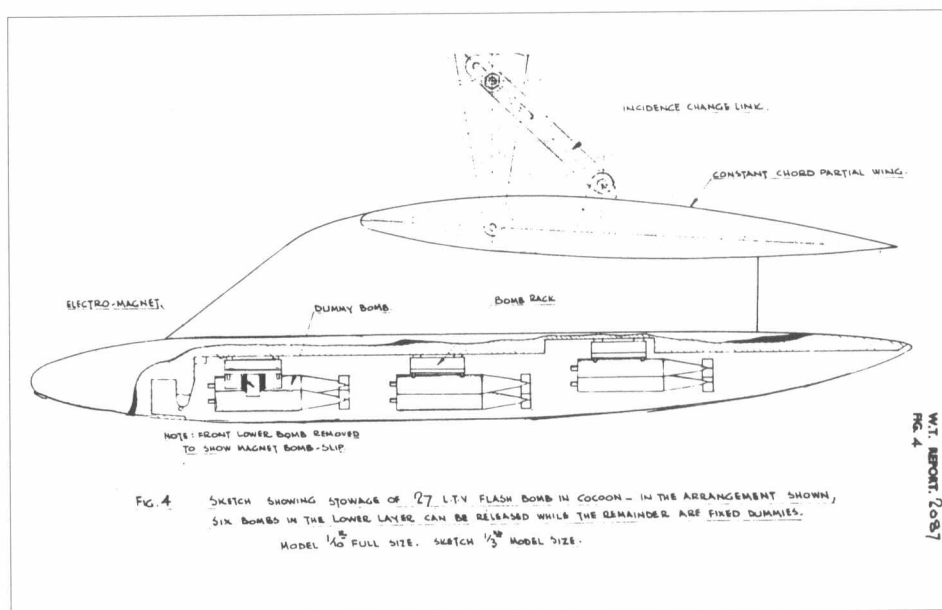 INCIDENCE CHANGE LINK.
CONSTANT CHORD PARTIAL WING.
ELECTRO-MAGNET.
DUMMY BOMB
BOMB RACK
NOTE: FRONT LOWER BOMB REMOVED
TO SHOW MAGNET BOMB-SLIP
FIG. 4 SKETCH SHOWING STOWAGE OF 27 L.T.V FLASH BOMB IN COCOON - IN THE ARRANGEMENT SHOWN,
SIX BOMBS IN THE LOWER LAYER CAN BE RELEASED WHILE THE REMAINDER ARE FIXED DUMMIES.
MODEL 1/10 FULL SIZE. SKETCH 1/3 MODEL SIZE.
W.T. REPORT. 2087
FIG. 4